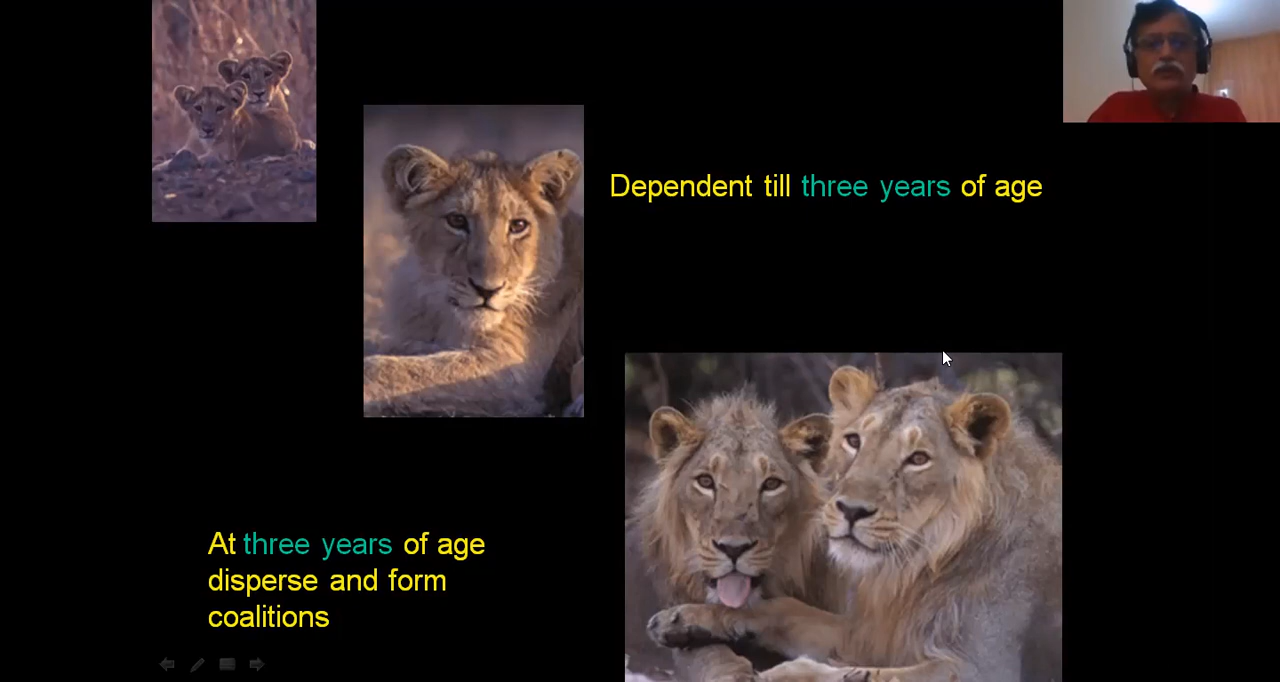 Dependent till three years of age
At three years of age
disperse and form
coalitions